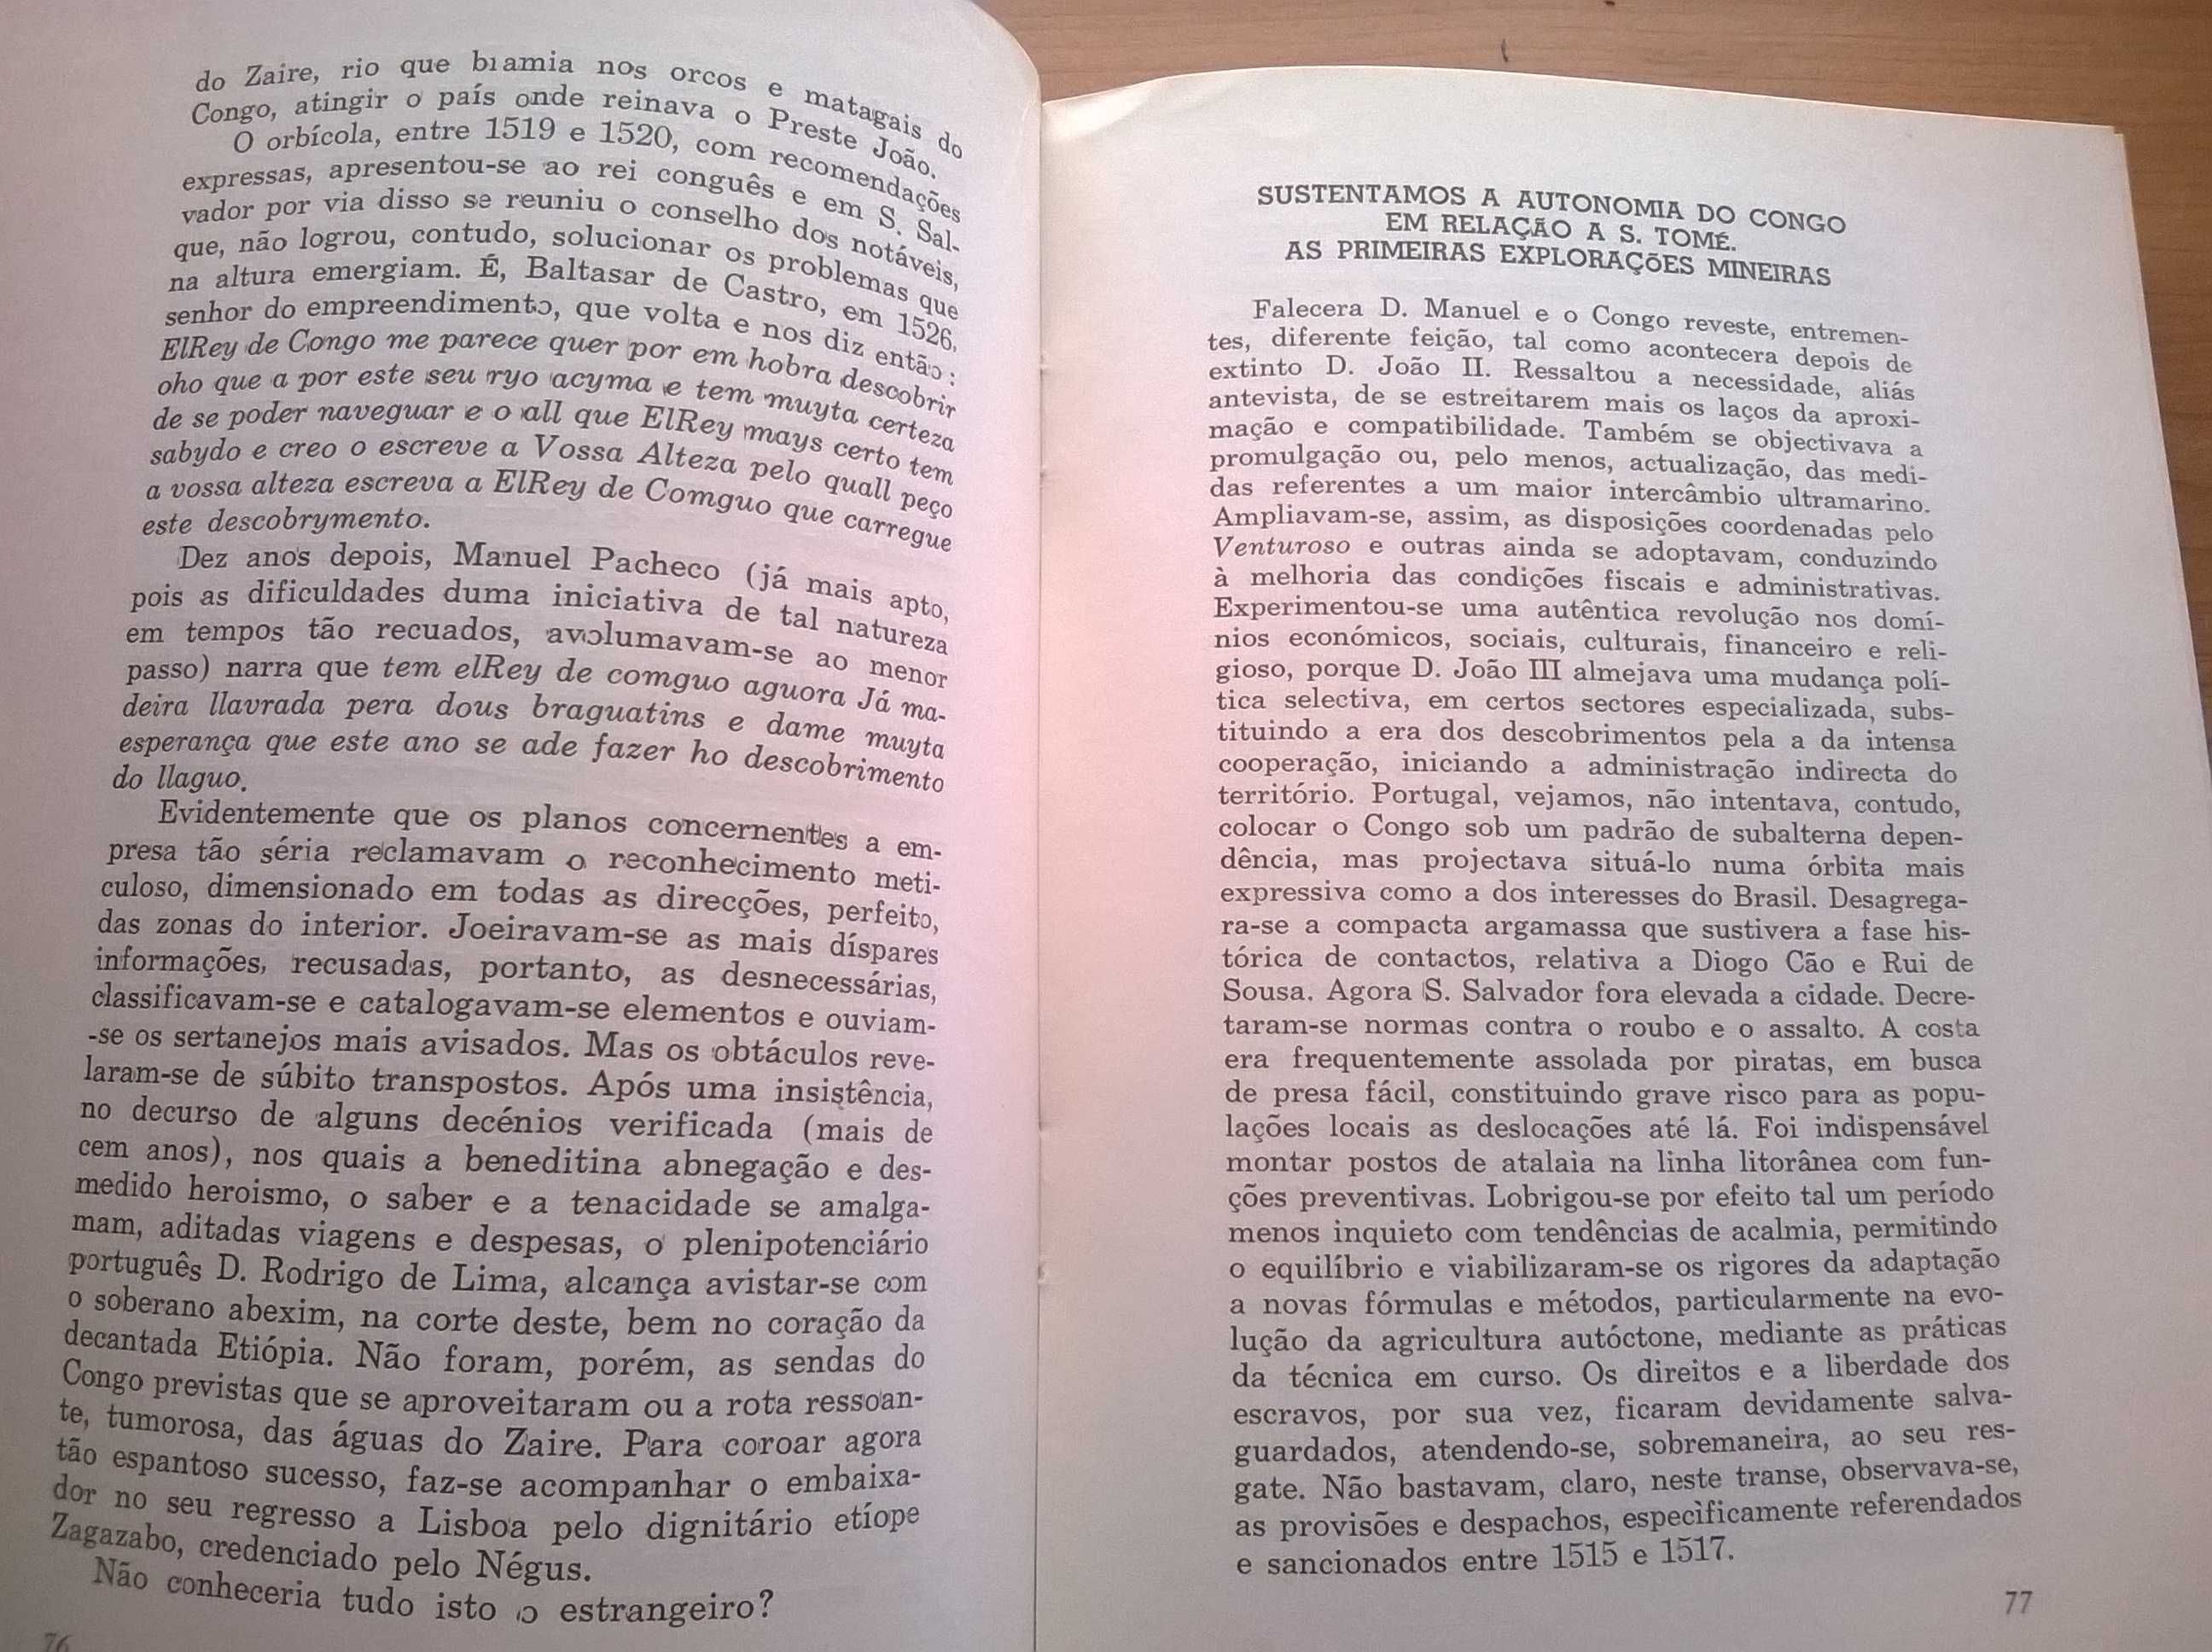 do Zaire, rio que bramia nos orcos e matagais do
Congo, atingir o país onde reinava o Preste João.
O orbícola, entre 1519 e 1520, com recomendações
expressas, apresentou-se ao rei conguês e em S. Sal-
vador por via disso se reuniu o conselho dos notáveis,
que, não logrou, contudo, solucionar os problemas que
na altura emergiam. É, Baltasar de Castro, em 1526,
senhor do empreendimento, que volta e nos diz então:
ElRey de Congo me parece quer por em hobra descobrir
oho que a por este seu ryo acyma e tem muyta certeza
de se poder naveguar e o all que ElRey mays certo tem
sabydo e creo o escreve a Vossa Alteza pelo quall peço
a vossa alteza escreva a ElRey de Comguo que carregue
este descobrymento.
Dez anos depois, Manuel Pacheco (já mais apto,
pois as dificuldades duma iniciativa de tal natureza
em tempos tão recuados, avolumavam-se ao menor
passo) narra que tem elRey de comguo aguora Já ma-
deira llavrada pera dous braguatins e dame muyta
esperança que este ano se ade fazer ho descobrimento
do llaguo.
Evidentemente que os planos concernentes a em-
presa tão séria reclamavam o reconhecimento meti-
culoso, dimensionado em todas as direcções, perfeito,
das zonas do interior. Joeiravam-se as mais díspares
informações, recusadas, portanto, as desnecessárias,
classificavam-se e catalogavam-se elementos e ouviam-
-se os sertanejos mais avisados. Mas os obtáculos reve-
laram-se de súbito transpostos. Após uma insistência,
no decurso de alguns decénios verificada (mais de
cem anos), nos quais a beneditina abnegação e des-
medido heroismo, o saber e a tenacidade se amalga-
mam, aditadas viagens e despesas, o plenipotenciário
português D. Rodrigo de Lima, alcança avistar-se com
o soberano abexim, na corte deste, bem no coração da
decantada Etiópia. Não foram, porém, as sendas do
Congo previstas que se aproveitaram ou a rota ressoan-
te, tumorosa, das águas do Zaire. Para coroar agora
tão espantoso sucesso, faz-se acompanhar o embaixa-
dor no seu regresso a Lisboa pelo dignitário etíope
Zagazabo, credenciado pelo Négus.
Não conheceria tudo isto o estrangeiro?
76
SUSTENTAMOS A AUTONOMIA DO CONGO
EM RELAÇÃO A S. TOMÉ.
AS PRIMEIRAS EXPLORAÇÕES MINEIRAS
Falecera D. Manuel e o Congo reveste, entremen-
tes, diferente feição, tal como acontecera depois de
extinto D. João II. Ressaltou a necessidade, aliás
antevista, de se estreitarem mais os laços da aproxi-
mação e compatibilidade. Também se objectivava a
promulgação ou, pelo menos, actualização, das medi-
das referentes a um maior intercâmbio ultramarino.
Ampliavam-se, assim, as disposições coordenadas pelo
Venturoso e outras ainda se adoptavam, conduzindo
à melhoria das condições fiscais e administrativas.
Experimentou-se uma autêntica revolução nos domí-
nios económicos, sociais, culturais, financeiro e reli-
gioso, porque D. João III almejava uma mudança polí-
tica selectiva, em certos sectores especializada, subs-
tituindo a era dos descobrimentos pela a da intensa
cooperação, iniciando a administração indirecta do
território. Portugal, vejamos, não intentava, contudo,
colocar o Congo sob um padrão de subalterna depen-
dência, mas projectava situá-lo numa órbita mais
expressiva como a dos interesses do Brasil. Desagrega-
ra-se a compacta argamassa que sustivera a fase his-
tórica de contactos, relativa a Diogo Cão e Rui de
Sousa. Agora S. Salvador fora elevada a cidade. Decre-
taram-se normas contra o roubo e o assalto. A costa
era frequentemente assolada por piratas, em busca
de presa fácil, constituindo grave risco para as popu-
lações locais as deslocações até lá. Foi indispensável
montar postos de atalaia na linha litorânea com fun-
ções preventivas. Lobrigou-se por efeito tal um período
menos inquieto com tendências de acalmia, permitindo
o equilíbrio e viabilizaram-se os rigores da adaptação
a novas fórmulas e métodos, particularmente na evo-
lução da agricultura autóctone, mediante as práticas
da técnica em curso. Os direitos e a liberdade dos
escravos, por sua vez, ficaram devidamente salva-
guardados, atendendo-se, sobremaneira, ao seu res-
gate. Não bastavam, claro, neste transe, observava-se,
as provisões e despachos, especìficamente referendados
e sancionados entre 1515 e 1517.
77